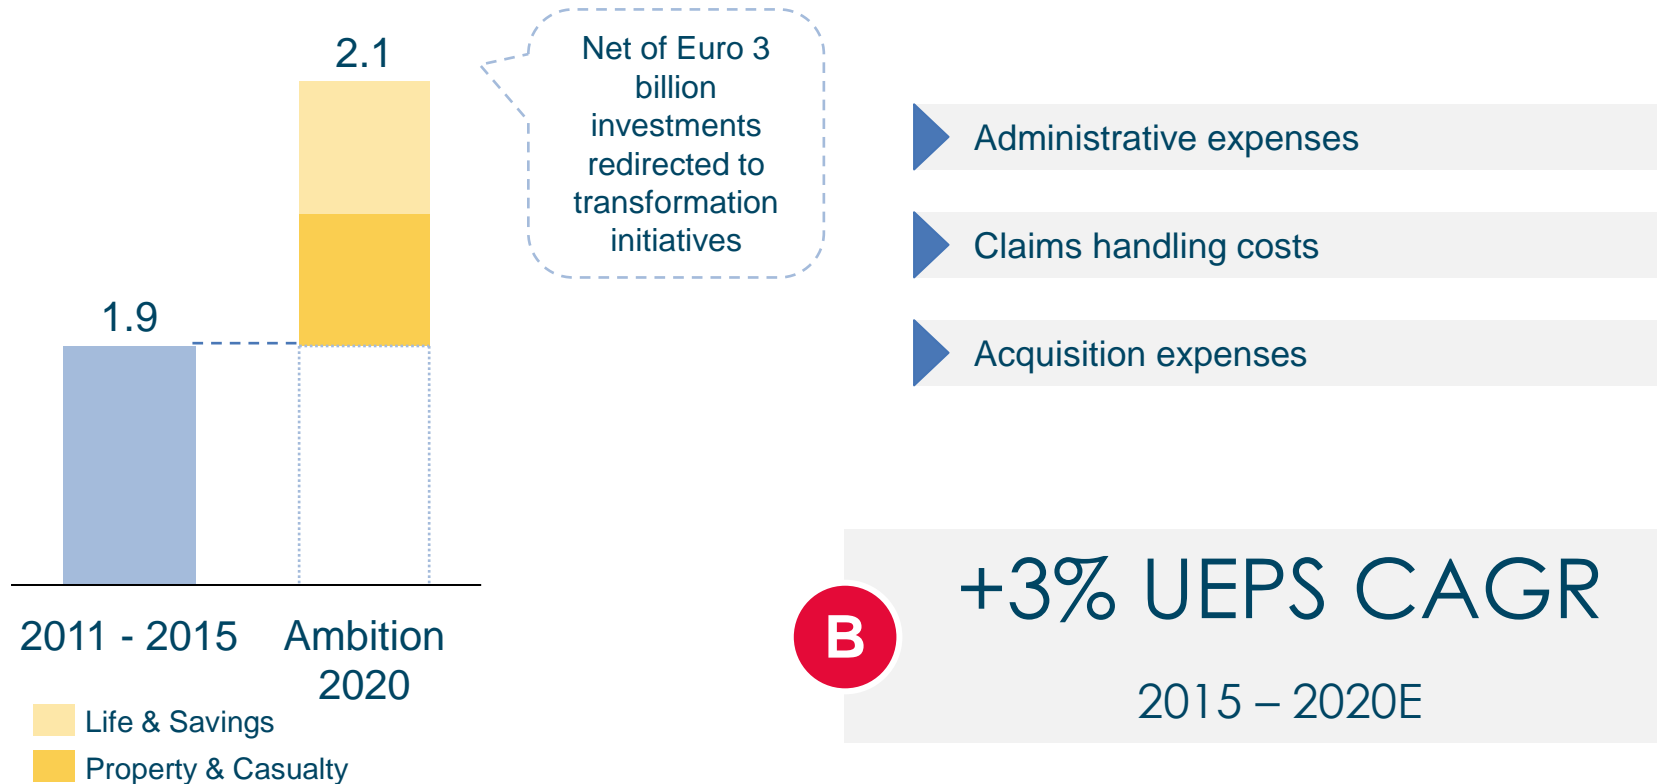 2.1
1.9
2011 - 2015
Ambition
2020
Life & Savings
Property & Casualty
Net of Euro 3
billion
investments
redirected to
transformation
initiatives
Administrative expenses
Claims handling costs
Acquisition expenses
B
+3% UEPS CAGR
2015 – 2020E